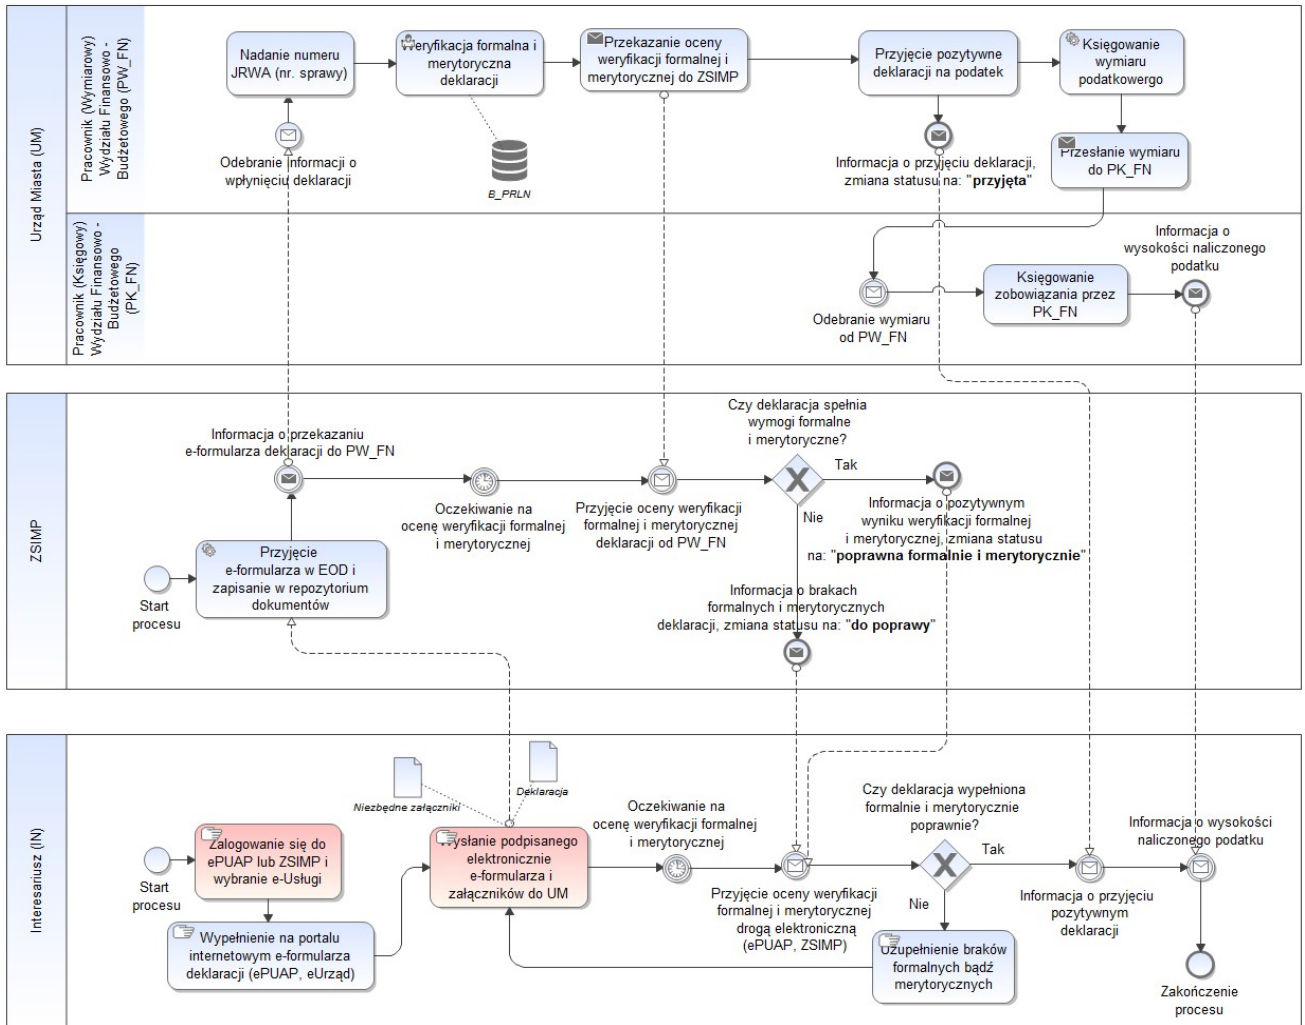 Urząd Miasta (UM)
Pracownik (Wymiarowy)
Wydziału Finansowo -
Budżetowego (PW_FN)
Nadanie numeru
JRWA (nr. sprawy)
eryfikacja formalna i
merytoryczna
deklaracji
Przekazanie oceny
weryfikacji formalnej i
merytorycznej do ZSIMP
Przyjęcie pozytywne
deklaracji na podatek
Księgowanie
wymiaru
podatkowergo
Odebranie informacji o
wpłynięciu deklaracji
B_PRLN
Informacja o przyjęciu deklaracji,
zmiana statusu na: "przyjęta"
Przesłanie wymiaru
do PK_FN
Pracownik (Księgowy)
Wydziału Finansowo -
Budżetowego
(PK_FN)
Odebranie wymiaru
od PW_FN
Księgowanie
zobowiązania przez
PK_FN
Informacja o
wysokości naliczonego
podatku
ZSIMP
Start
procesu
Przyjęcie
e-formularza w EOD i
zapisanie w repozytorium
dokumentów
Informacja o przekazaniu
e-formularza deklaracji do PW_FN
Oczekiwanie na
ocenę weryfikacji formalnej
i merytorycznej
Przyjęcie oceny weryfikacji
formalnej i merytorycznej
deklaracji od PW_FN
Czy deklaracja spełnia
wymogi formalne
i merytoryczne?
Tak
Nie
Informacja o pozytywnym
wyniku weryfikacji formalnej
i merytorycznej, zmiana statusu
na: "poprawna formalnie i merytorycznie"
Informacja o brakach
formalnych i merytorycznych
deklaracji, zmiana statusu na: "do poprawy"
Interesariusz (IN)
Start
procesu
Zalogowanie się do
ePUAP lub ZSIMP i
wybranie e-Usługi
Wypełnienie na portalu
internetowym e-formularza
deklaracji (ePUAP, eUrząd)
Niezbędne załączniki
Deklaracja
ysłanie podpisanego
elektronicznie
e-formularza i
załączników do UM
Oczekiwanie na
ocenę weryfikacji formalnej
i merytorycznej
Przyjęcie oceny weryfikacji
formalnej i merytorycznej
drogą elektroniczną
(ePUAP, ZSIMP)
Czy deklaracja wypełniona
formalnie i merytorycznie
poprawnie?
Tak
Nie
Uzupełnienie braków
formalnych bądź
merytorycznych
Informacja o przyjęciu
pozytywnym
deklaracji
Informacja o wysokości
naliczonego podatku
Zakończenie
procesu